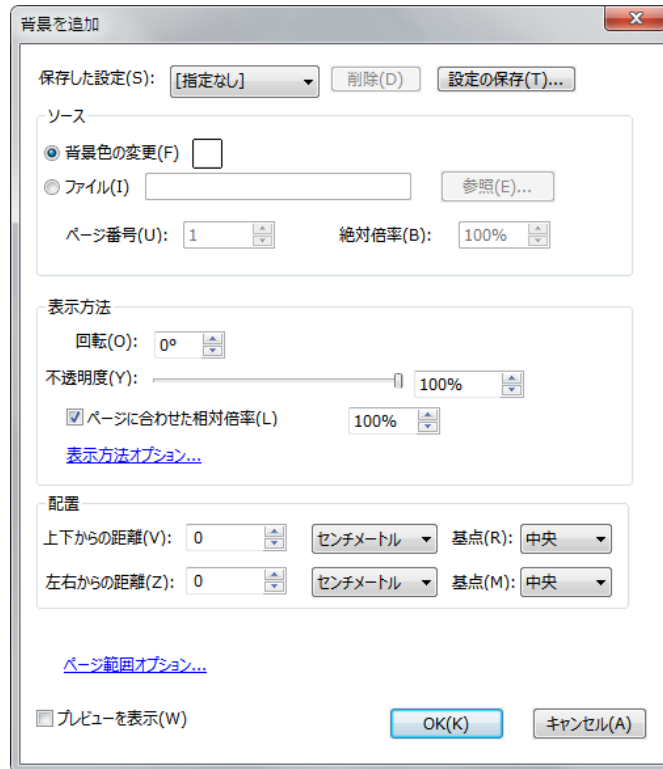 背景を追加
保存した設定(S): [指定なし] 削除(D) 設定の保存(T)...
ソース
背景色の変更(F)
ファイル(I) 参照(E)...
ページ番号(U): 1 絶対倍率(B): 100%
表示方法
回転(O): 0º
不透明度(Y): 100%
ページに合わせた相対倍率(L) 100%
表示方法オプション...
配置
上下からの距離(V): 0 センチメートル 基点(R): 中央
左右からの距離(Z): 0 センチメートル 基点(M): 中央
ページ範囲オプション...
プレビューを表示(W) OK(K) キャンセル(A)